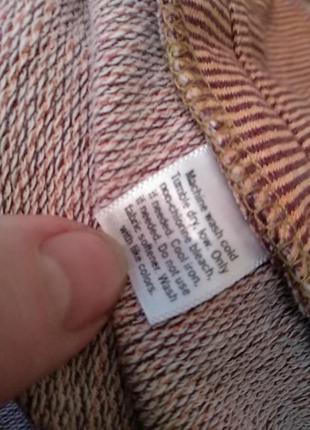 Machine wash cold
Tumble dry, low. Only
non-chlorine bleach,
it needed Cool iron,
if needed. Do not use
fabric softener Wash
with like colors.